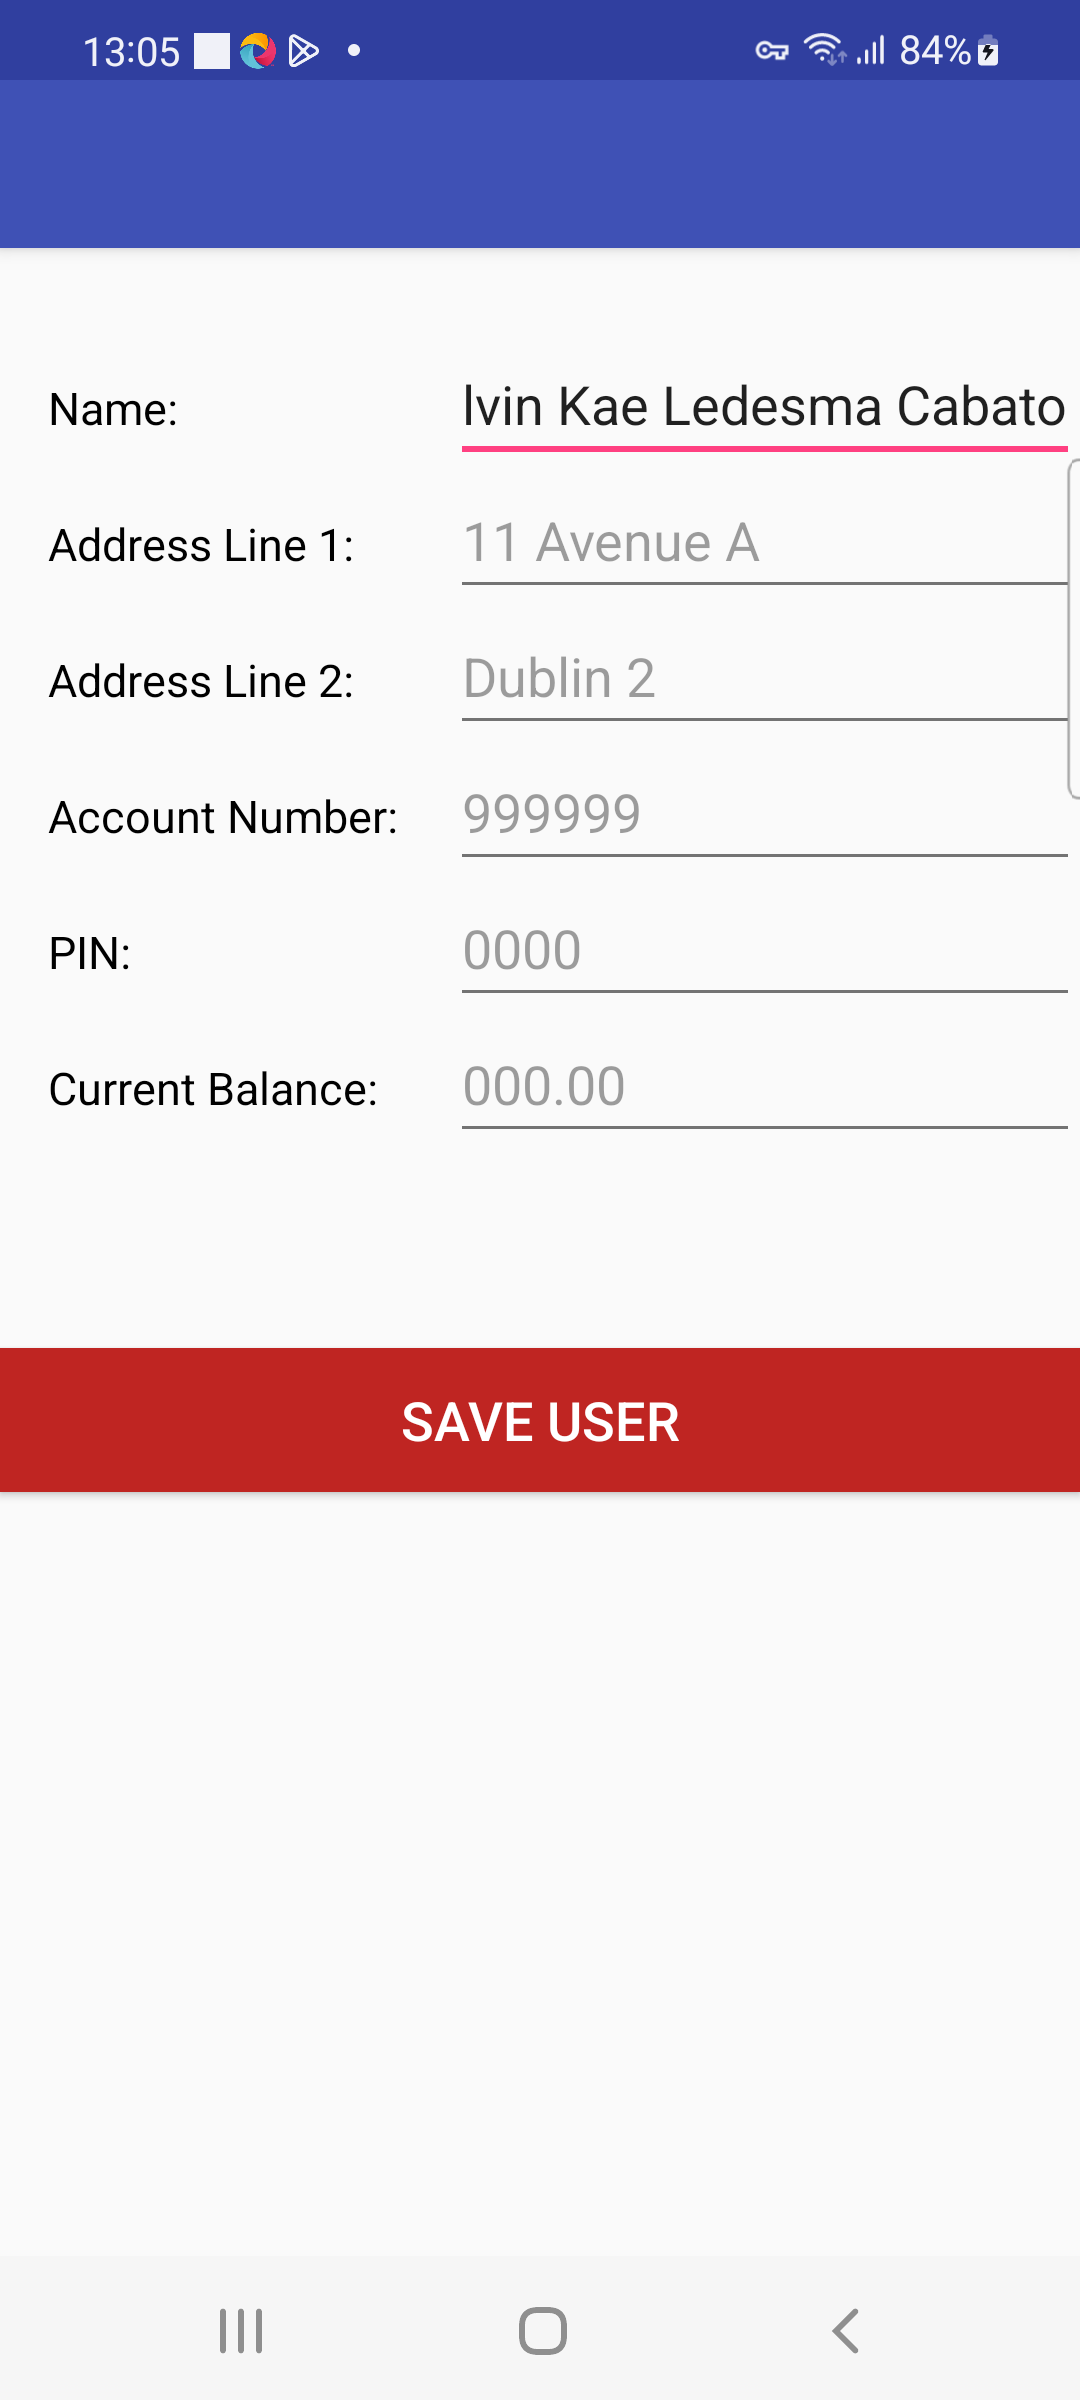 13:05 84%
Name: lvin Kae Ledesma Cabato
Address Line 1: 11 Avenue A
Address Line 2: Dublin 2
Account Number: 999999
PIN: 0000
Current Balance: 000.00
SAVE USER